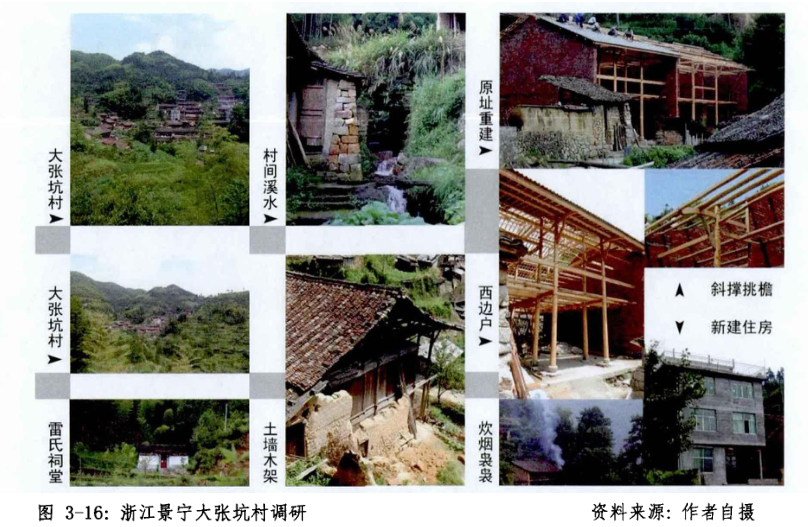 大张坑村
村间溪水
原址重建
大张坑村
西边户
斜撑挑檐
新建住房
雷氏祠堂
土墙木架
炊烟袅袅
图 3-16: 浙江景宁大张坑村调研
资料来源: 作者自摄